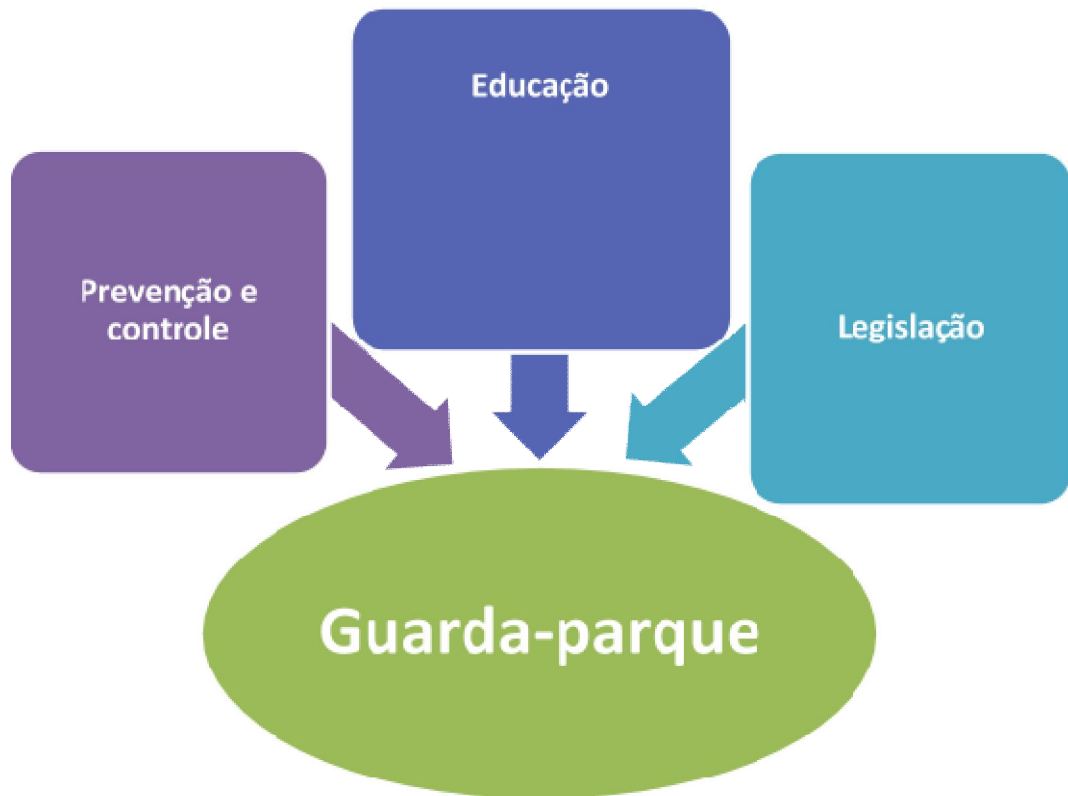 Educação
Prevenção e
controle
Legislação
Guarda-parque